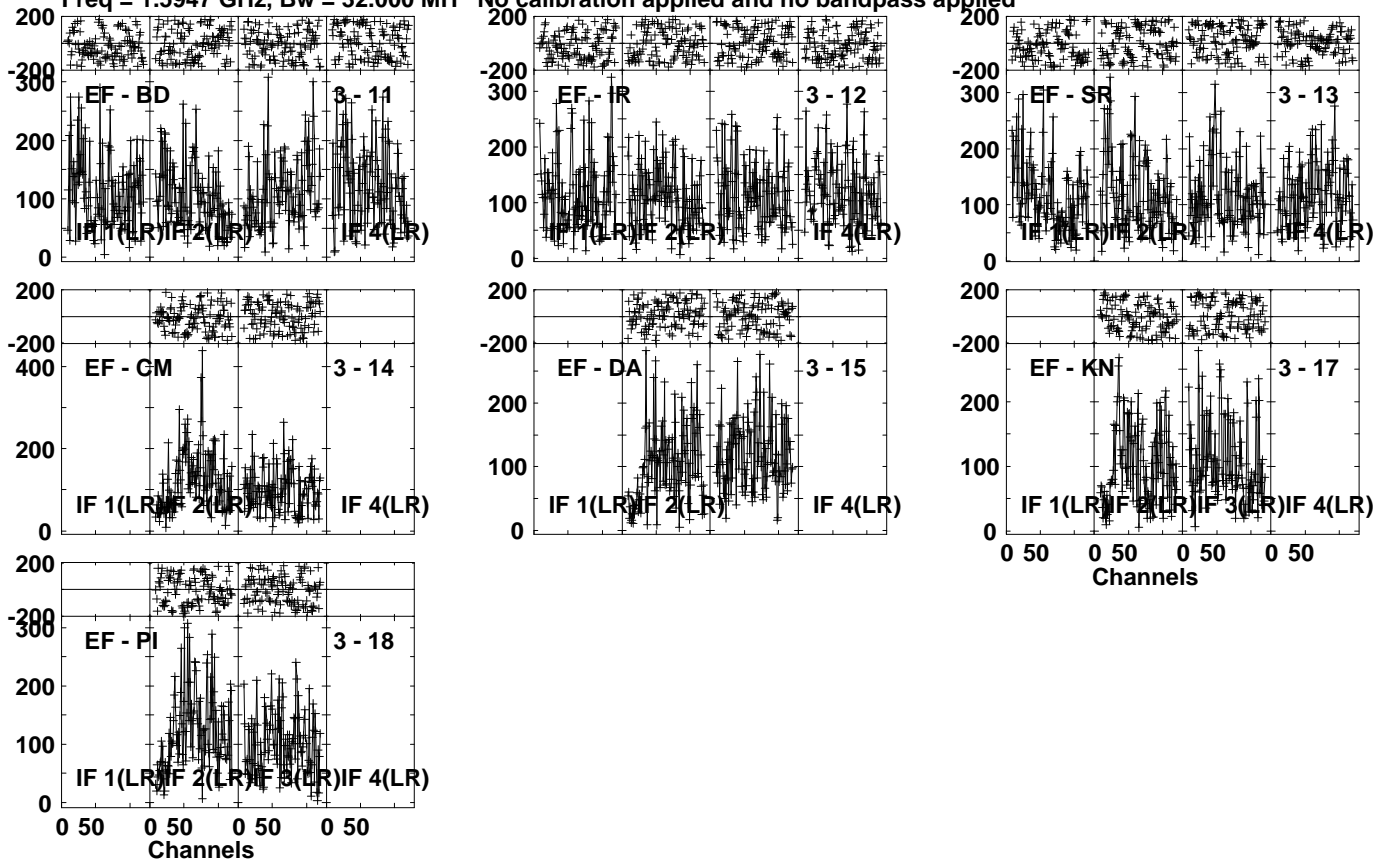 Freq = 1.5947 GHz, Bw = 32.000 MH No calibration applied and no bandpass applied
200 200 200
-200 -200 -200
300 300 300
EF - BD 3 - 11 EF - IR 3 - 12 EF - SR 3 - 13
200 200 200
100 100 100
IF 1(LR) IF 2(LR) IF 4(LR) IF 1(LR) IF 2(LR) IF 4(LR) IF 1(LR) IF 2(LR) IF 4(LR)
0 0 0
200 200 200
-200 -200 -200
400
EF - CM 3 - 14 EF - DA 3 - 15 EF - KN 3 - 17
200 200 200
100 100
IF 1(LR) IF 2(LR) IF 4(LR) IF 1(LR) IF 2(LR) IF 4(LR) IF 1(LR) IF 2(LR) IF 3(LR) IF 4(LR)
0 0 0
0 50 0 50 0 50 0 50
Channels
200
-200
300
EF - PI 3 - 18
200
100
IF 1(LR) IF 2(LR) IF 3(LR) IF 4(LR)
0
0 50 0 50 0 50 0 50
Channels